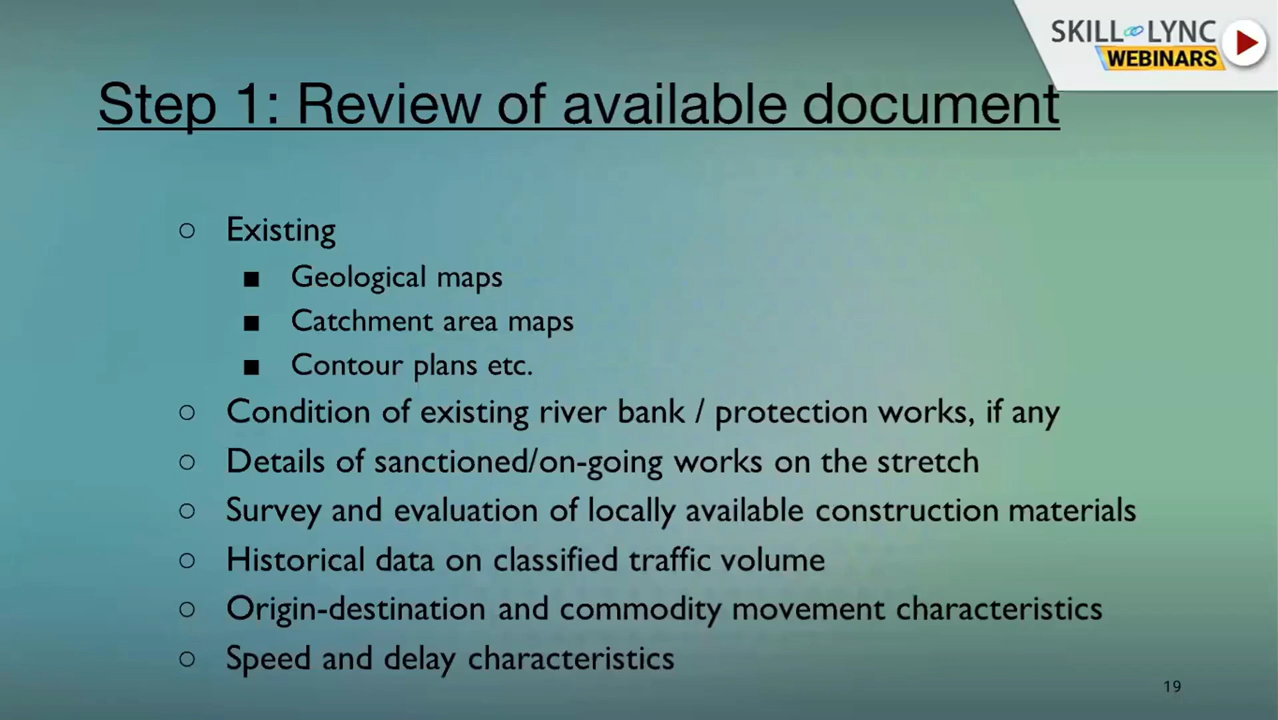 SKILL LYNC
WEBINARS
Step 1: Review of available document
○ Existing
■ Geological maps
■ Catchment area maps
■ Contour plans etc.
○ Condition of existing river bank / protection works, if any
○ Details of sanctioned/on-going works on the stretch
○ Survey and evaluation of locally available construction materials
○ Historical data on classified traffic volume
○ Origin-destination and commodity movement characteristics
○ Speed and delay characteristics
19